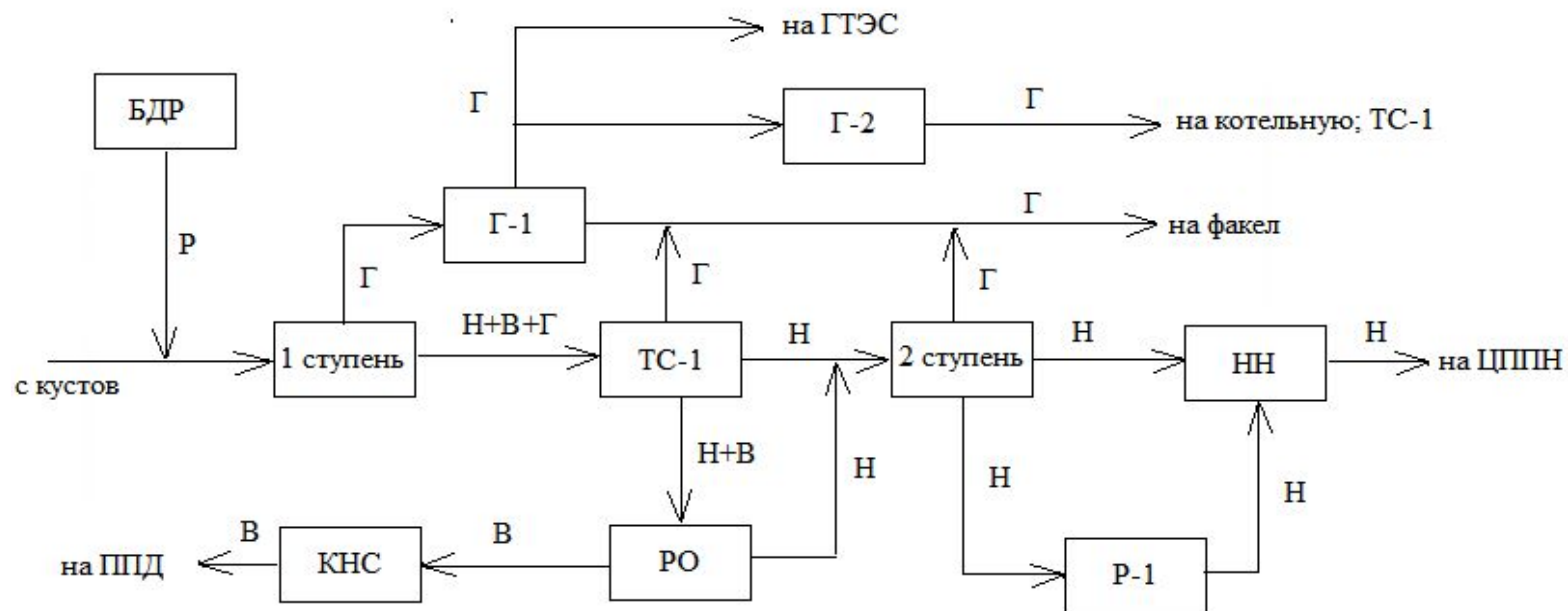 на ГТЭС
БДР
Г
Г-2
Г
на котельную; ТС-1
Р
Г-1
Г
на факел
Г
Г
Г
с кустов
1 ступень
Н+В+Г
ТС-1
Н
2 ступень
Н
НН
Н
на ЦППН
Н+В
Н
Н
Н
на ППД
В
КНС
В
РО
Р-1